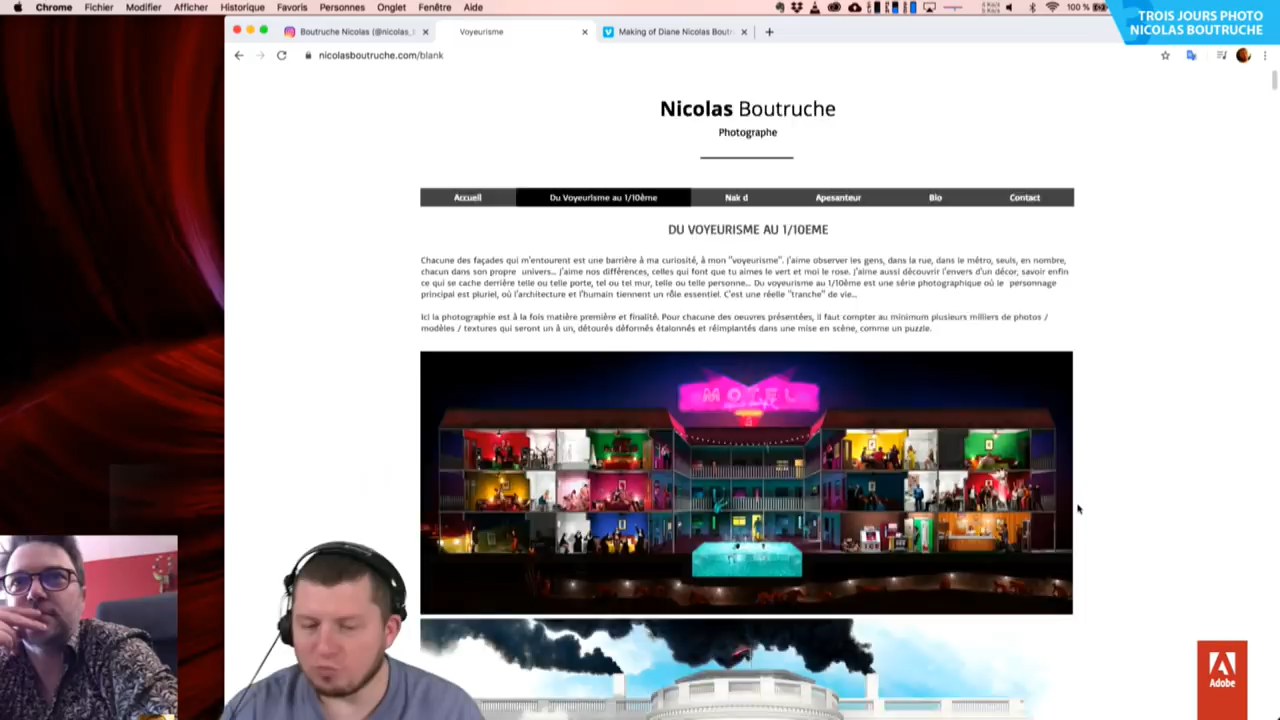 Chrome Fichier Modifier Afficher Historique Favoris Personnes Onglet Fenêtre Aide 100 %
TROIS JOURS PHOTO
NICOLAS BOUTRUCHE
Boutruche Nicolas (@nicolas_
Voyeurisme
Making of Diane Nicolas Boutr
nicolasboutruche.com/blank
Nicolas Boutruche
Photographe
Accueil Du Voyeurisme au 1/10ème Nak d Apesanteur Bio Contact
DU VOYEURISME AU 1/10EME
Chacune des façades qui m'entourent est une barrière à ma curiosité, à mon "voyeurisme". J'aime observer les gens, dans la rue, dans le métro, seuls, en nombre,
chacun dans son propre univers... J'aime nos différences, celles qui font que tu aimes le vert et moi le rose. J'aime aussi découvrir l'envers d'un décor, savoir enfin
ce qui se cache derrière telle ou telle porte, tel ou tel mur, telle ou telle personne... Du voyeurisme au 1/10ème est une série photographique où le personnage
principal est pluriel, où l'architecture et l'humain tiennent un rôle essentiel. C'est une réelle "tranche" de vie...
Ici la photographie est à la fois matière première et finalité. Pour chacune des oeuvres présentées, il faut compter au minimum plusieurs milliers de photos /
modèles / textures qui seront un à un, détourés déformés étalonnés et réimplantés dans une mise en scène, comme un puzzle.
MOTEL
Adobe